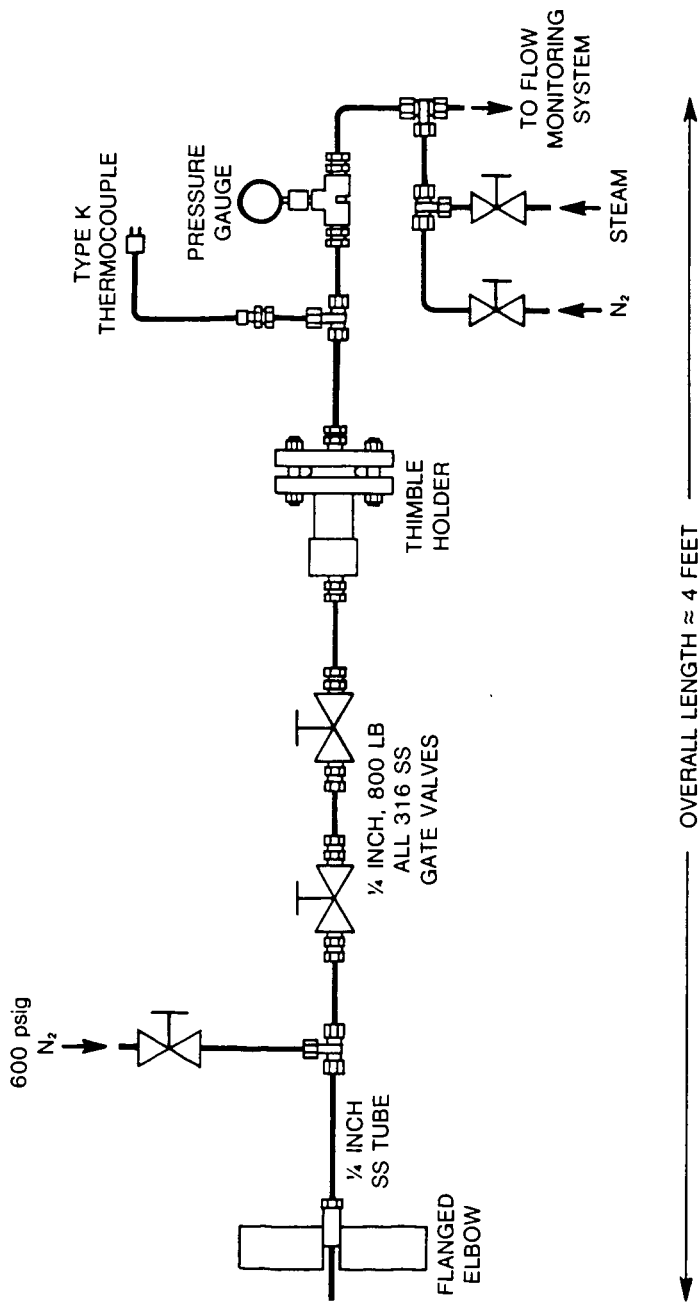 600 psig
N₂
FLANGED
ELBOW
¼ INCH
SS TUBE
¼ INCH, 800 LB
ALL 316 SS
GATE VALVES
THIMBLE
HOLDER
TYPE K
THERMOCOUPLE
PRESSURE
GAUGE
N₂
STEAM
TO FLOW
MONITORING
SYSTEM
OVERALL LENGTH ≈ 4 FEET